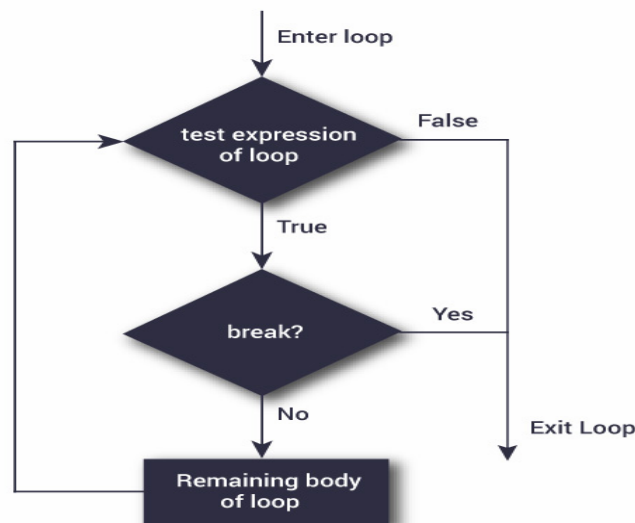 Enter loop
test expression
of loop
False
True
break?
Yes
No
Exit Loop
Remaining body
of loop